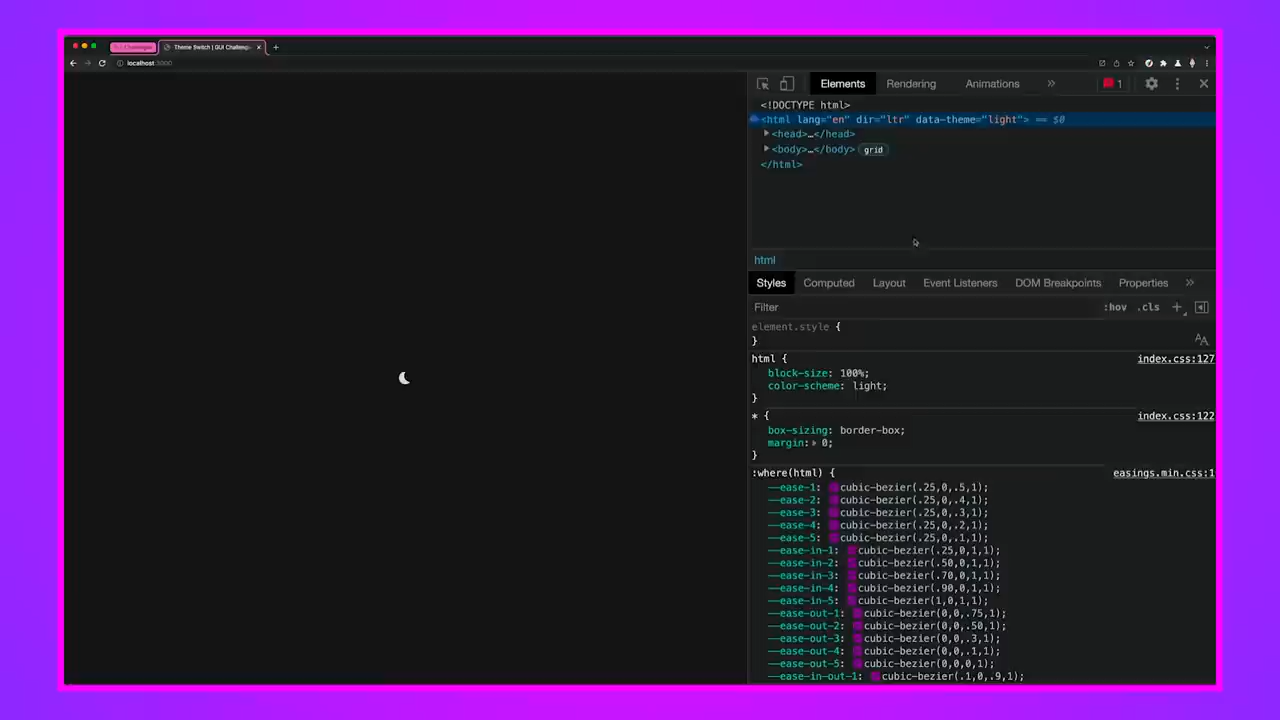 Theme Switch | GUI Challeng
localhost:3000
Elements Rendering Animations » 1
<!DOCTYPE html>
<html lang="en" dir="ltr" data-theme="light"> == $0
<head>…</head>
<body>…</body> grid
</html>
html
Styles Computed Layout Event Listeners DOM Breakpoints Properties »
Filter :hov .cls +
element.style {
}
html { index.css:127
block-size: 100%;
color-scheme: light;
}
* { index.css:122
box-sizing: border-box;
margin: 0;
}
:where(html) { easings.min.css:1
--ease-1: cubic-bezier(.25,0,.5,1);
--ease-2: cubic-bezier(.25,0,.4,1);
--ease-3: cubic-bezier(.25,0,.3,1);
--ease-4: cubic-bezier(.25,0,.2,1);
--ease-5: cubic-bezier(.25,0,.1,1);
--ease-in-1: cubic-bezier(.25,0,1,1);
--ease-in-2: cubic-bezier(.50,0,1,1);
--ease-in-3: cubic-bezier(.70,0,1,1);
--ease-in-4: cubic-bezier(.90,0,1,1);
--ease-in-5: cubic-bezier(1,0,1,1);
--ease-out-1: cubic-bezier(0,0,.75,1);
--ease-out-2: cubic-bezier(0,0,.50,1);
--ease-out-3: cubic-bezier(0,0,.3,1);
--ease-out-4: cubic-bezier(0,0,.1,1);
--ease-out-5: cubic-bezier(0,0,0,1);
--ease-in-out-1: cubic-bezier(.1,0,.9,1);